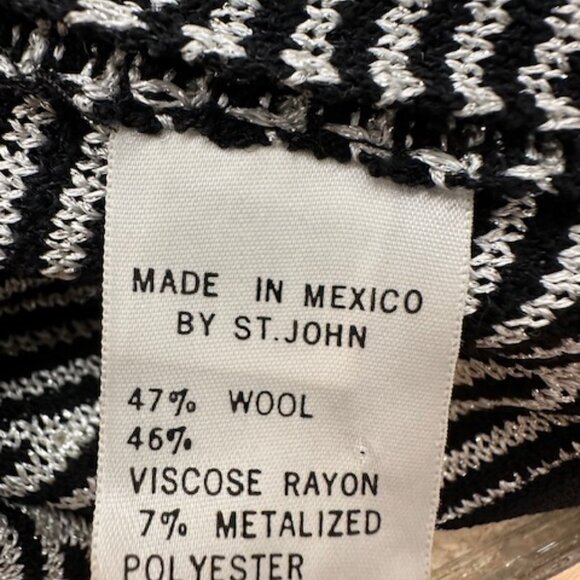 MADE IN MEXICO
BY ST.JOHN
47% WOOL
46%
VISCOSE RAYON
7% METALIZED
POLYESTER